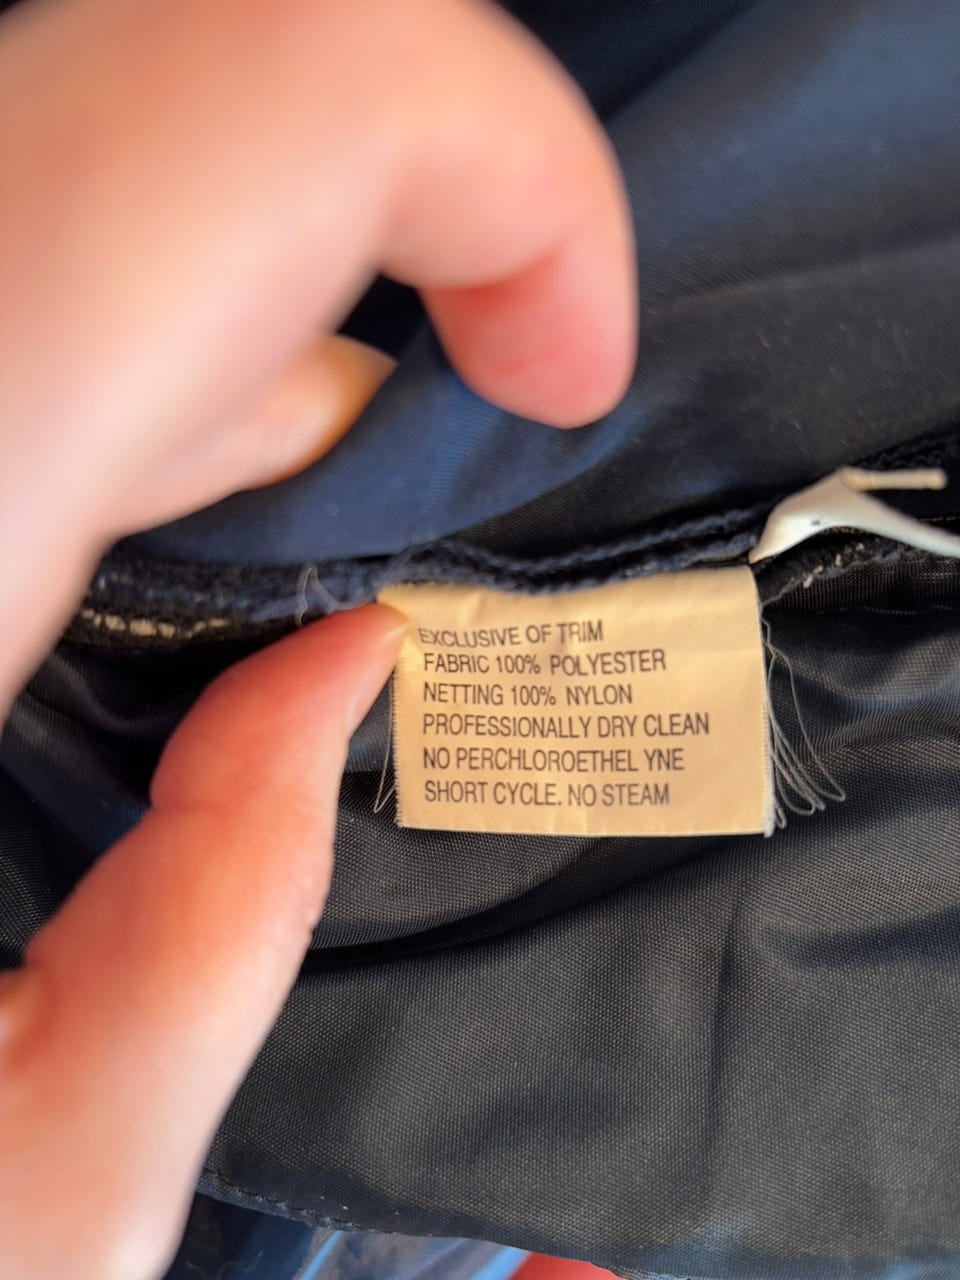 EXCLUSIVE OF TRIM
FABRIC 100% POLYESTER
NETTING 100% NYLON
PROFESSIONALLY DRY CLEAN
NO PERCHLOROETHEL YNE
SHORT CYCLE. NO STEAM